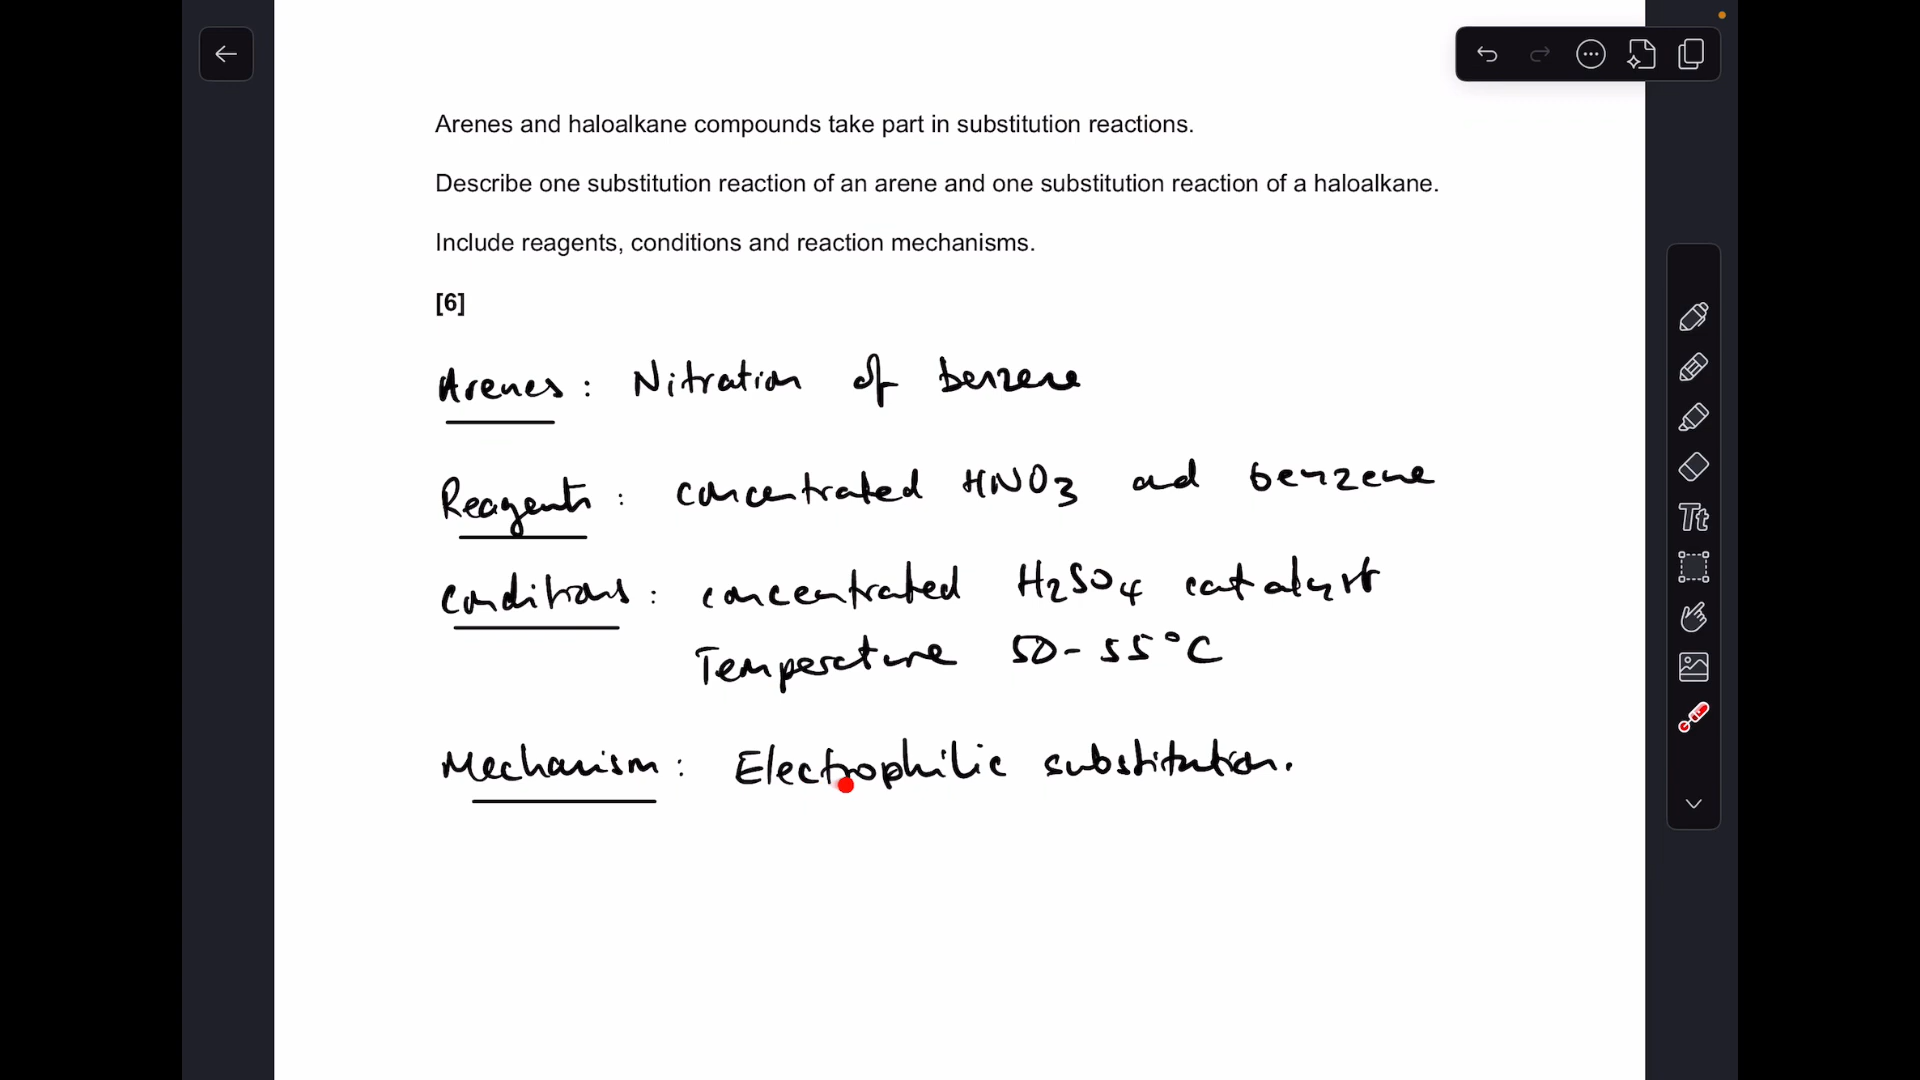 Arenes and haloalkane compounds take part in substitution reactions.
Describe one substitution reaction of an arene and one substitution reaction of a haloalkane.
Include reagents, conditions and reaction mechanisms.
[6]
Arenes : Nitration of benzene
Reagents : concentrated HNO3 and benzene
Conditions : concentrated H2SO4 catalyst
Temperature 50-55°C
Mechanism : Electrophilic substitution.
Tt